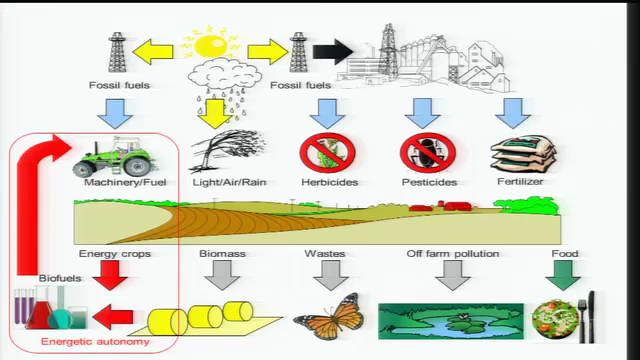 Fossil fuels
Fossil fuels
Machinery/Fuel
Light/Air/Rain
Herbicides
Pesticides
Fertilizer
Energy crops
Biomass
Wastes
Off farm pollution
Food
Biofuels
Energetic autonomy